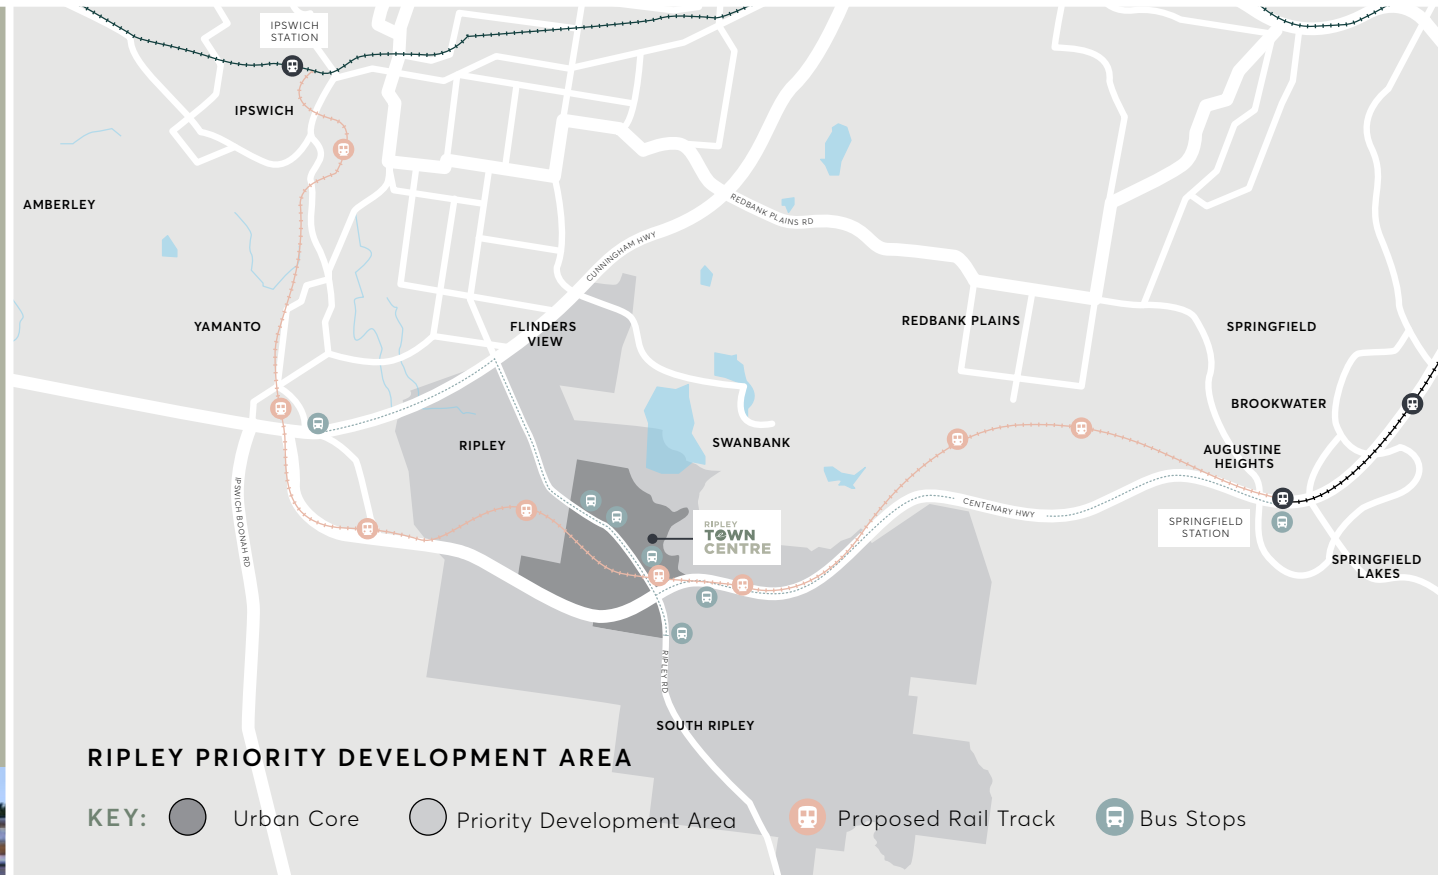 IPSWICH
STATION
IPSWICH
AMBERLEY
REDBANK PLAINS RD
CUNNINGHAM HWY
YAMANTO
FLINDERS
VIEW
REDBANK PLAINS
SPRINGFIELD
BROOKWATER
RIPLEY
SWANBANK
AUGUSTINE
HEIGHTS
IPSWICH BOONAH RD
CENTENARY HWY
SPRINGFIELD
STATION
RIPLEY
TOWN
CENTRE
SPRINGFIELD
LAKES
RIPLEY RD
SOUTH RIPLEY
RIPLEY PRIORITY DEVELOPMENT AREA
KEY: Urban Core Priority Development Area Proposed Rail Track Bus Stops